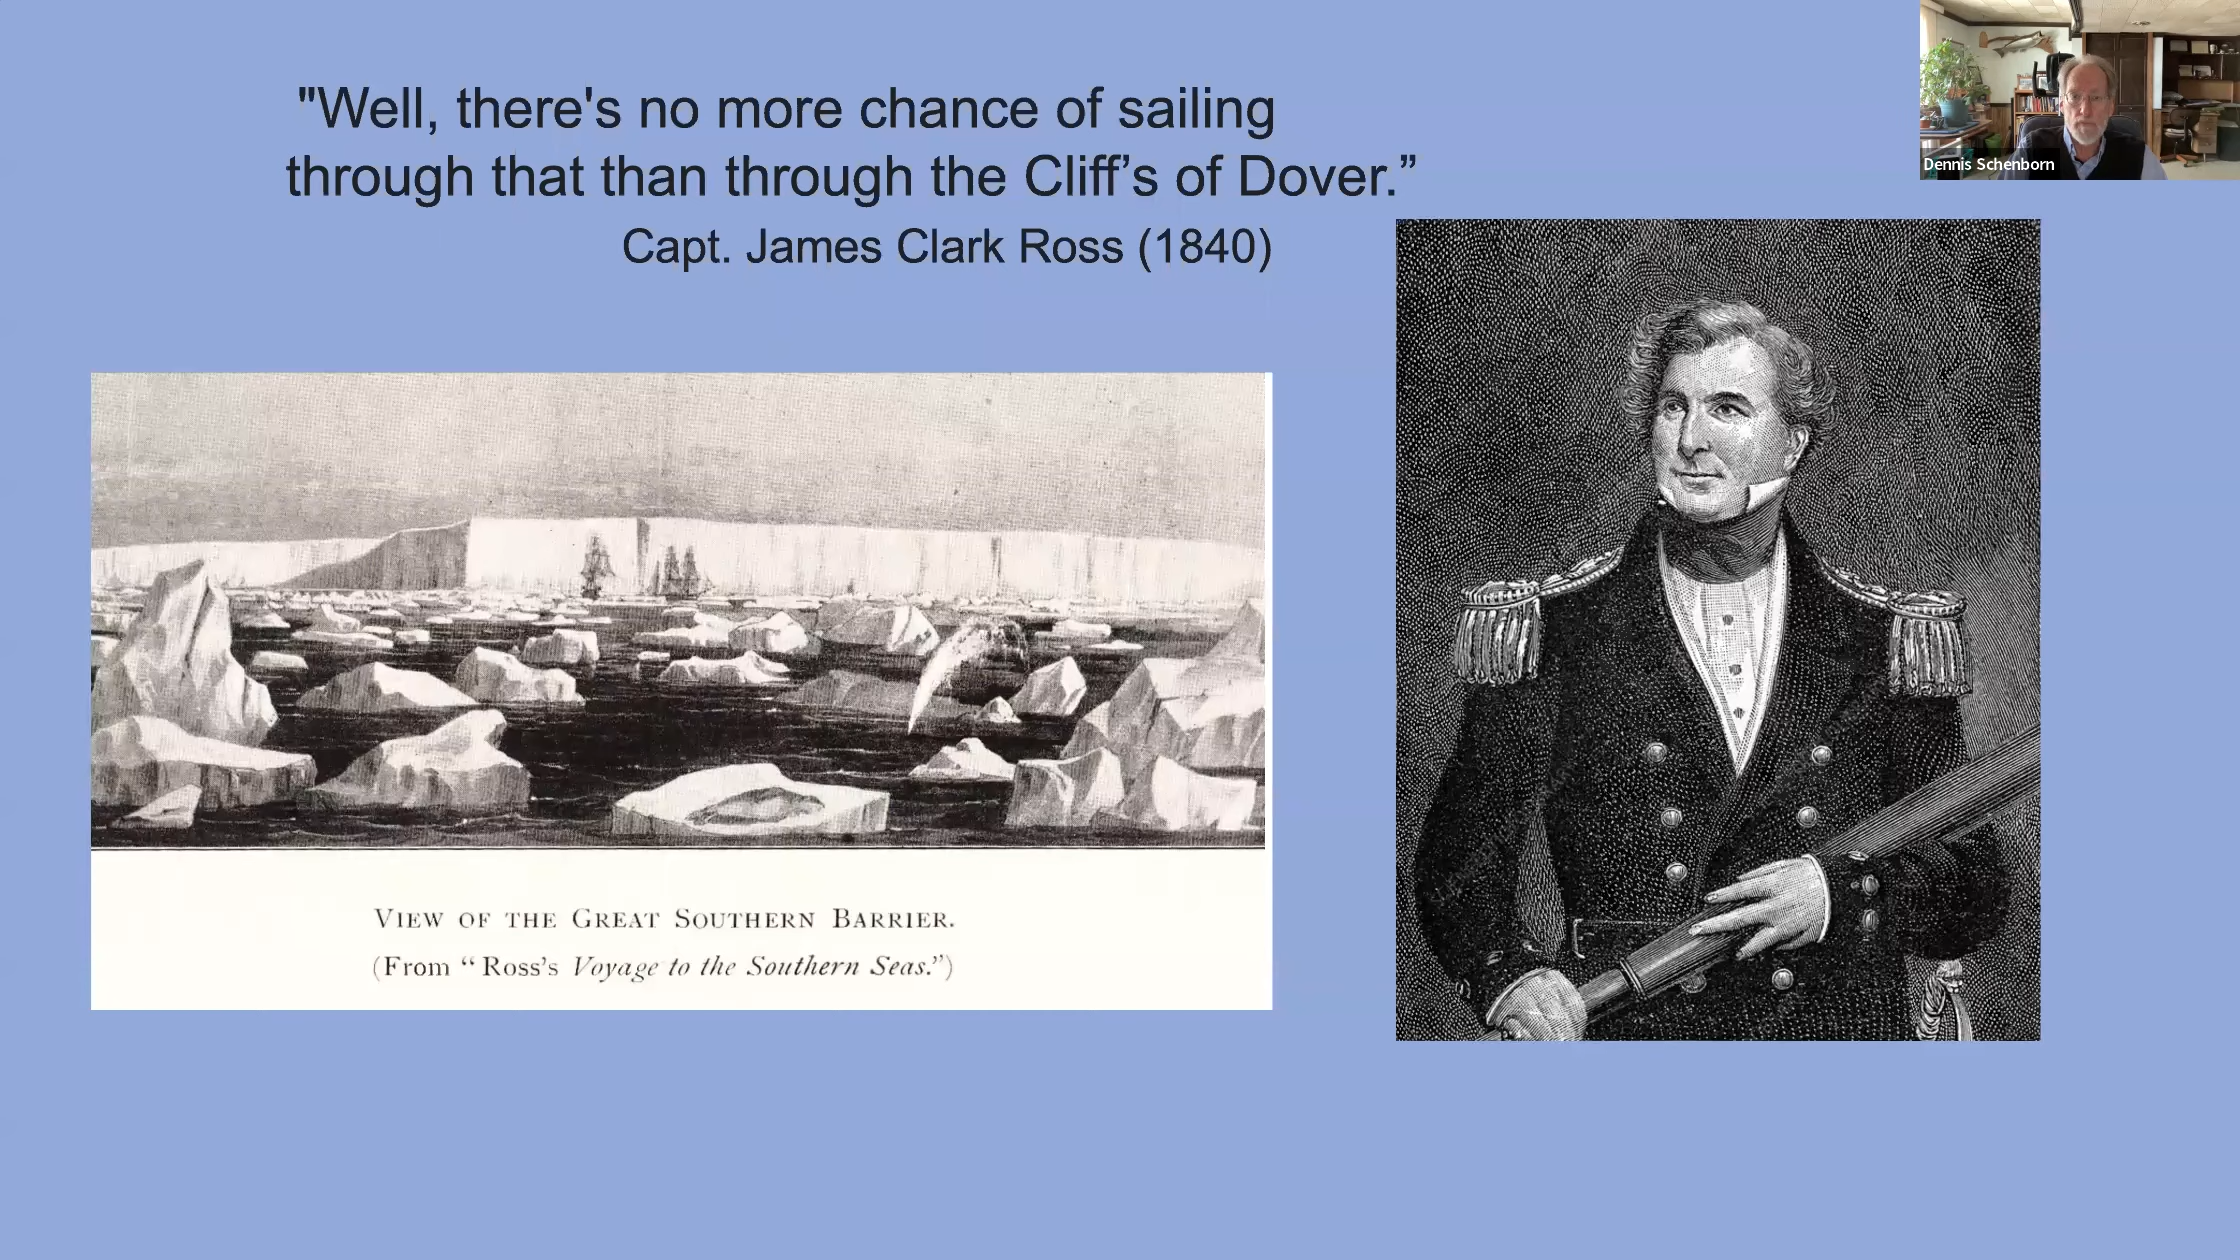 "Well, there's no more chance of sailing
through that than through the Cliff’s of Dover.”
Capt. James Clark Ross (1840)
Dennis Schenborn
VIEW OF THE GREAT SOUTHERN BARRIER.
(From “Ross's Voyage to the Southern Seas.”)